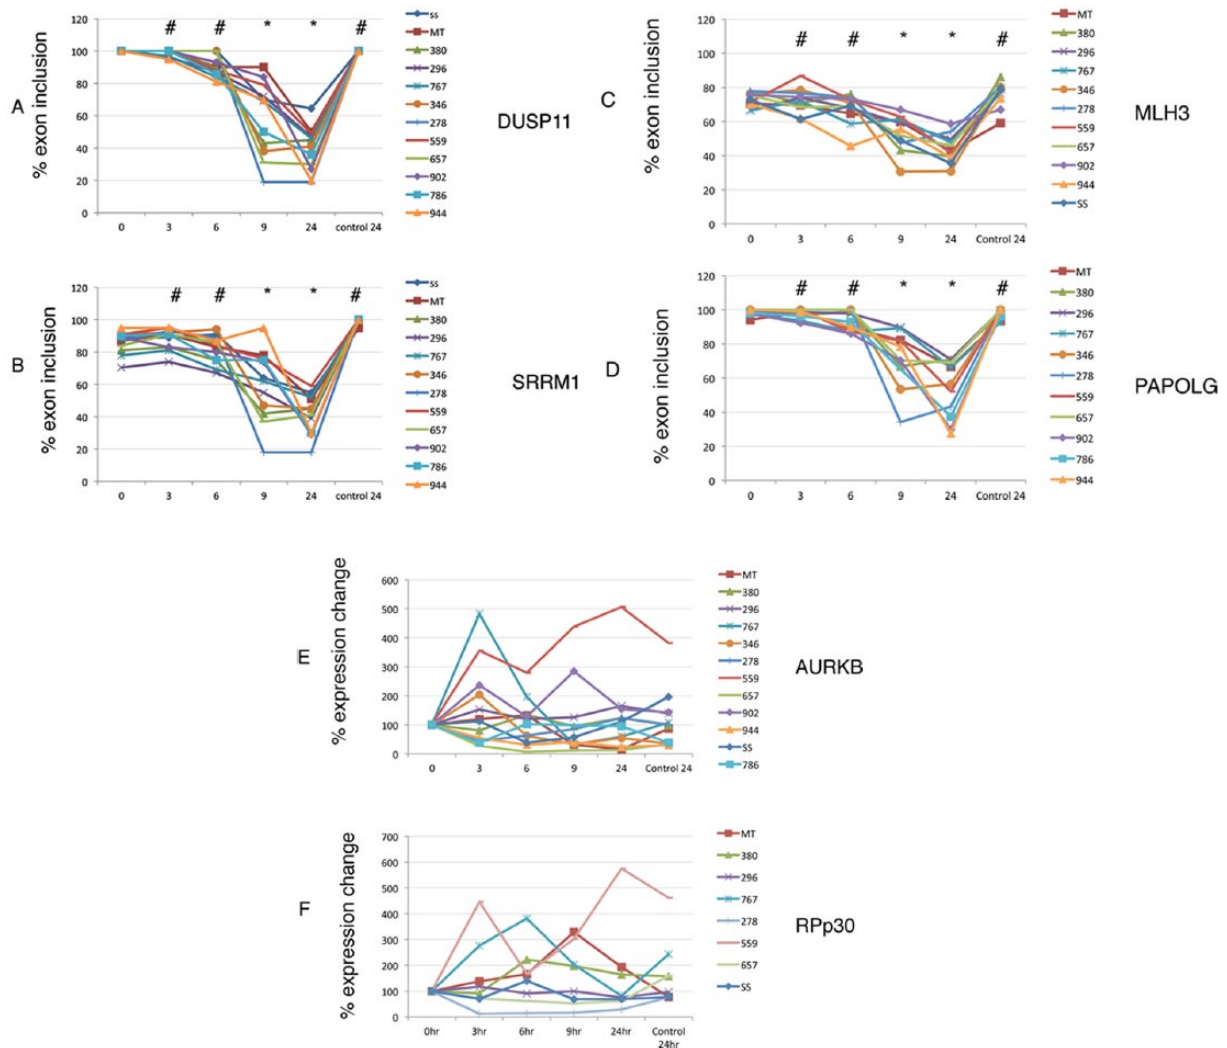 A
% exon inclusion
120
100
80
60
40
20
0
# # * * #
0 3 6 9 24 control 24
ss
MT
380
296
767
346
278
559
657
902
786
944
DUSP11
C
% exon inclusion
120
100
80
60
40
20
0
# # * * #
0 3 6 9 24 Control 24
MT
380
296
767
346
278
559
657
902
944
SS
MLH3
B
% exon inclusion
120
100
80
60
40
20
0
# # * * #
0 3 6 9 24 control 24
ss
MT
380
296
767
346
278
559
657
902
786
944
SRRM1
D
% exon inclusion
120
100
80
60
40
20
0
# # * * #
0 3 6 9 24 Control 24
MT
380
296
767
346
278
559
657
902
786
944
PAPOLG
E
% expression change
600
500
400
300
200
100
0
0 3 6 9 24 Control 24
MT
380
296
767
346
278
559
657
902
944
SS
786
AURKB
F
% expression change
700
600
500
400
300
200
100
0
0hr 3hr 6hr 9hr 24hr Control
24hr
MT
380
296
767
278
559
657
SS
RPp30